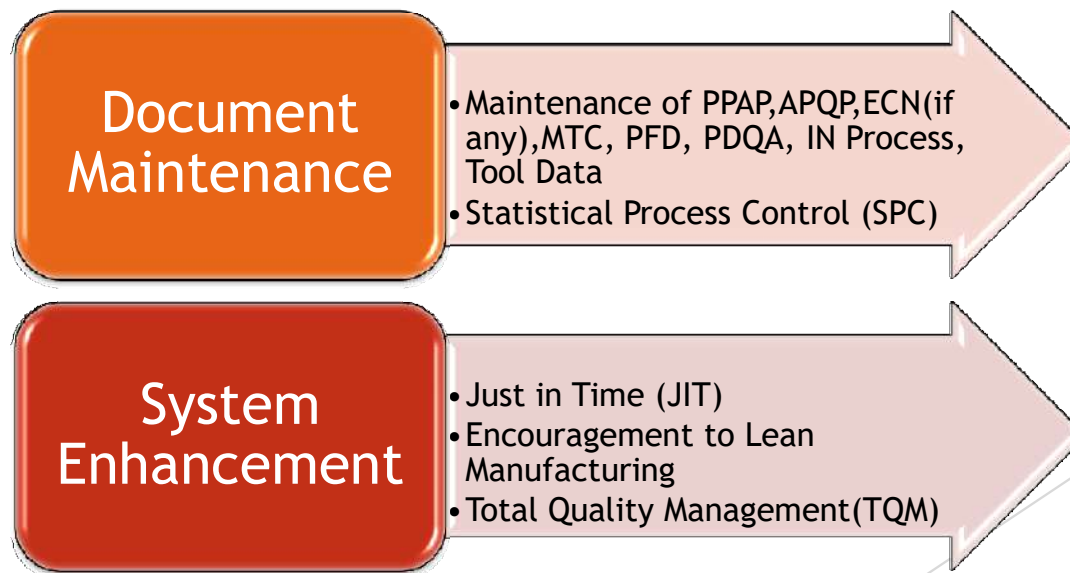 Document
Maintenance
•Maintenance of PPAP,APQP,ECN(if
any),MTC, PFD, PDQA, IN Process,
Tool Data
•Statistical Process Control (SPC)
System
Enhancement
•Just in Time (JIT)
•Encouragement to Lean
Manufacturing
•Total Quality Management(TQM)